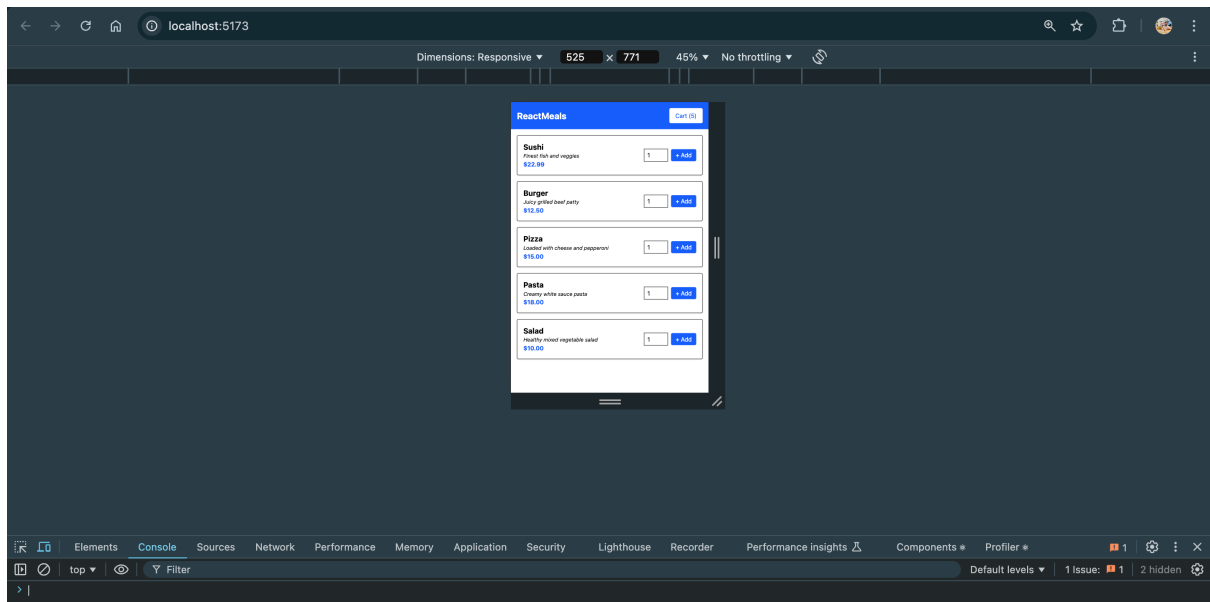 localhost:5173
Dimensions: Responsive 525 x 771 45% No throttling
ReactMeals Cart (5)
Sushi
Finest fish and veggies
$22.99
1 + Add
Burger
Juicy grilled beef patty
$12.50
1 + Add
Pizza
Loaded with cheese and pepperoni
$15.00
1 + Add
Pasta
Creamy white sauce pasta
$18.00
1 + Add
Salad
Healthy mixed vegetable salad
$10.00
1 + Add
Elements Console Sources Network Performance Memory Application Security Lighthouse Recorder Performance insights Components Profiler 1
top Filter Default levels 1 Issue: 1 2 hidden